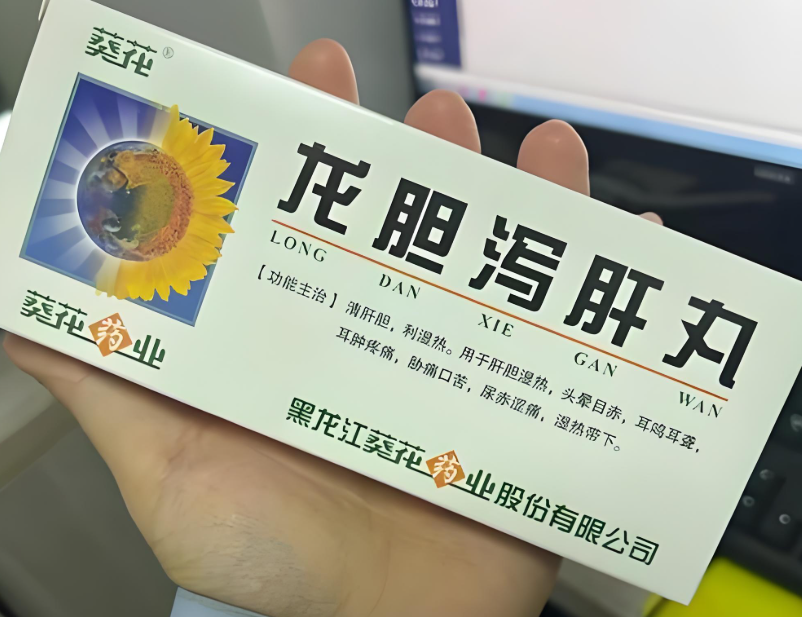 葵花®
龙胆泻肝丸
LONG DAN XIE GAN WAN
【功能主治】清肝胆，利湿热。用于肝胆湿热，头晕目赤，耳鸣耳聋，
耳肿疼痛，胁痛口苦，尿赤涩痛，湿热带下。
葵花药业
黑龙江葵花药业股份有限公司